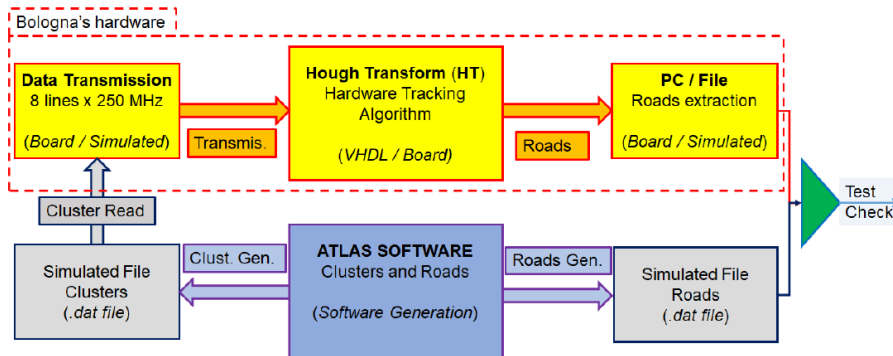 Bologna's hardware
Data Transmission
8 lines x 250 MHz
(Board / Simulated)
Transmis.
Hough Transform (HT)
Hardware Tracking
Algorithm
(VHDL / Board)
Roads
PC / File
Roads extraction
(Board / Simulated)
Test
Check
Cluster Read
Simulated File
Clusters
(.dat file)
Clust. Gen.
ATLAS SOFTWARE
Clusters and Roads
(Software Generation)
Roads Gen.
Simulated File
Roads
(.dat file)